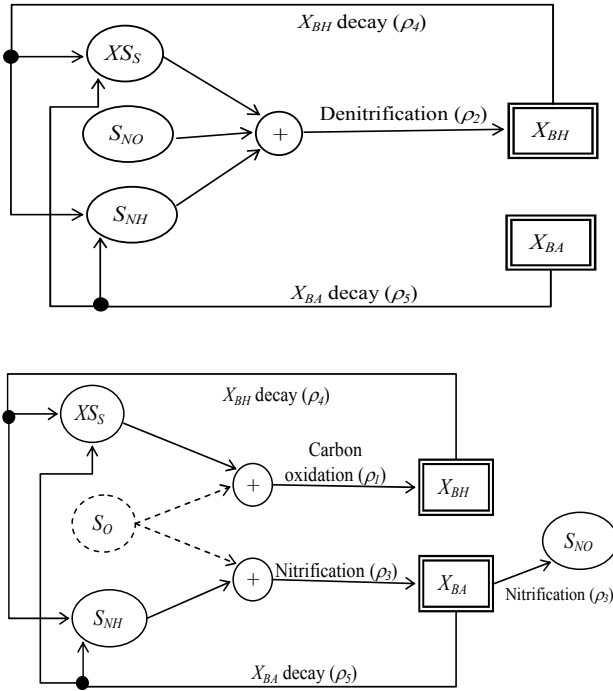 X_BH decay (ρ₄)
XS_S
S_NO
S_NH
+
Denitrification (ρ₂)
X_BH
X_BA
X_BA decay (ρ₅)
X_BH decay (ρ₄)
XS_S
S_O
S_NH
+
+
Carbon
oxidation (ρ₁)
Nitrification (ρ₃)
X_BH
X_BA
S_NO
Nitrification (ρ₃)
X_BA decay (ρ₅)